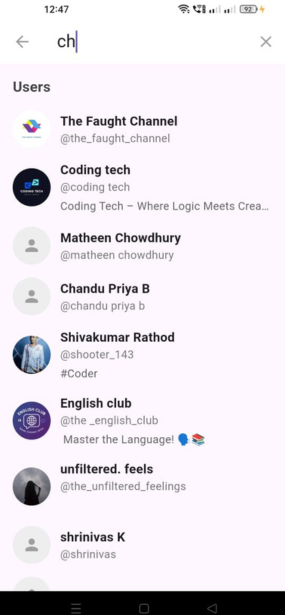 12:47
92
ch
Users
The Faught Channel
@the_faught_channel
Coding tech
@coding tech
Coding Tech – Where Logic Meets Crea...
Matheen Chowdhury
@matheen chowdhury
Chandu Priya B
@chandu priya b
Shivakumar Rathod
@shooter_143
#Coder
English club
@the _english_club
Master the Language! 🗣️📚
unfiltered. feels
@the_unfiltered_feelings
shrinivas K
@shrinivas